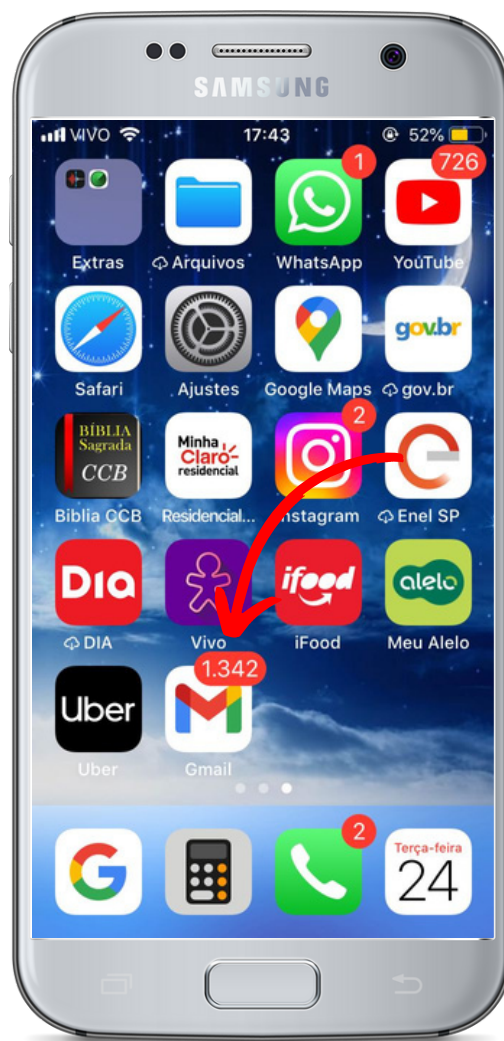 SAMSUNG
VIVO 17:43 52%
1 726
Extras Arquivos WhatsApp YouTube
gov.br
Safari Ajustes Google Maps gov.br
2
BÍBLIA
Sagrada
CCB
Minha
Claro-
residencial
Biblia CCB Residencial... Instagram Enel SP
DIA ifood alelo
DIA Vivo iFood Meu Alelo
1.342
Uber
Uber Gmail
2
Terça-feira
24